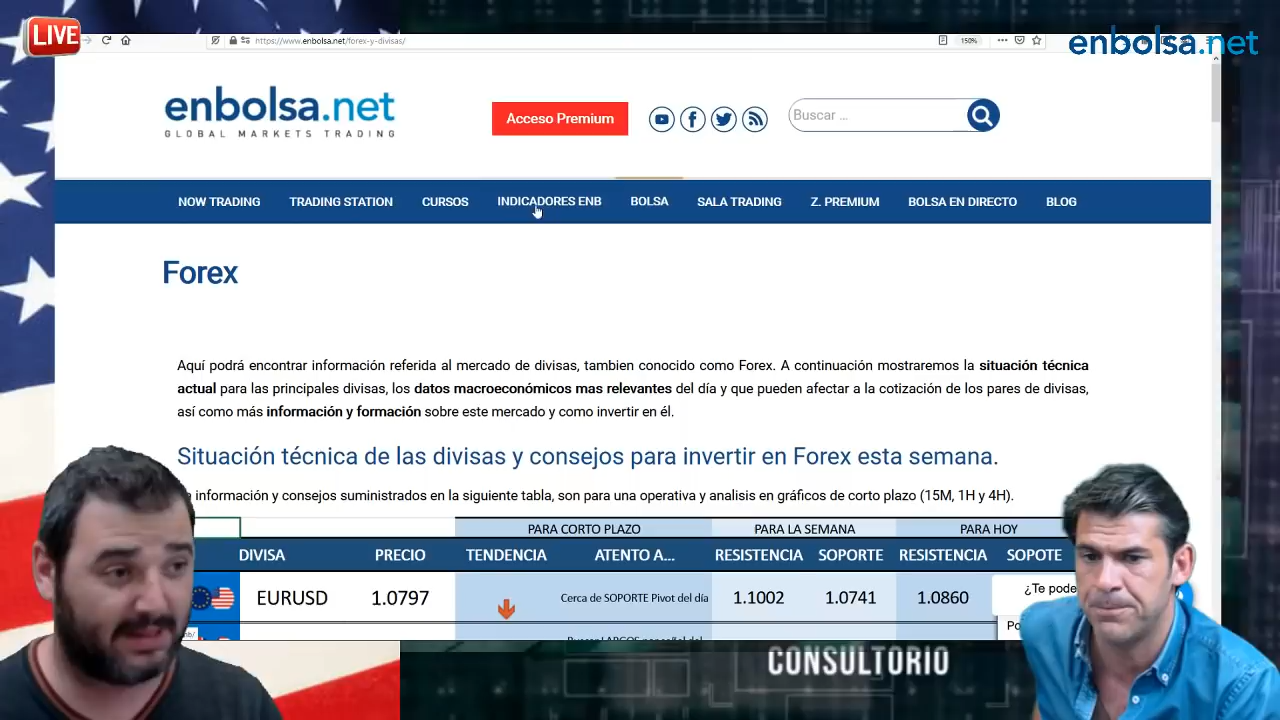 LIVE
https://www.enbolsa.net/forex-y-divisas/
150%
enbolsa.net
enbolsa.net
GLOBAL MARKETS TRADING
Acceso Premium
Buscar ...
NOW TRADING TRADING STATION CURSOS INDICADORES ENB BOLSA SALA TRADING Z. PREMIUM BOLSA EN DIRECTO BLOG
Forex
Aquí podrá encontrar información referida al mercado de divisas, tambien conocido como Forex. A continuación mostraremos la situación técnica
actual para las principales divisas, los datos macroeconómicos mas relevantes del día y que pueden afectar a la cotización de los pares de divisas,
así como más información y formación sobre este mercado y como invertir en él.
Situación técnica de las divisas y consejos para invertir en Forex esta semana.
información y consejos suministrados en la siguiente tabla, son para una operativa y analisis en gráficos de corto plazo (15M, 1H y 4H).
PARA CORTO PLAZO PARA LA SEMANA PARA HOY
DIVISA PRECIO TENDENCIA ATENTO A... RESISTENCIA SOPORTE RESISTENCIA SOPOTE
EURUSD 1.0797 Cerca de SOPORTE Pivot del día 1.1002 1.0741 1.0860
¿Te pode
Po
CONSULTORIO